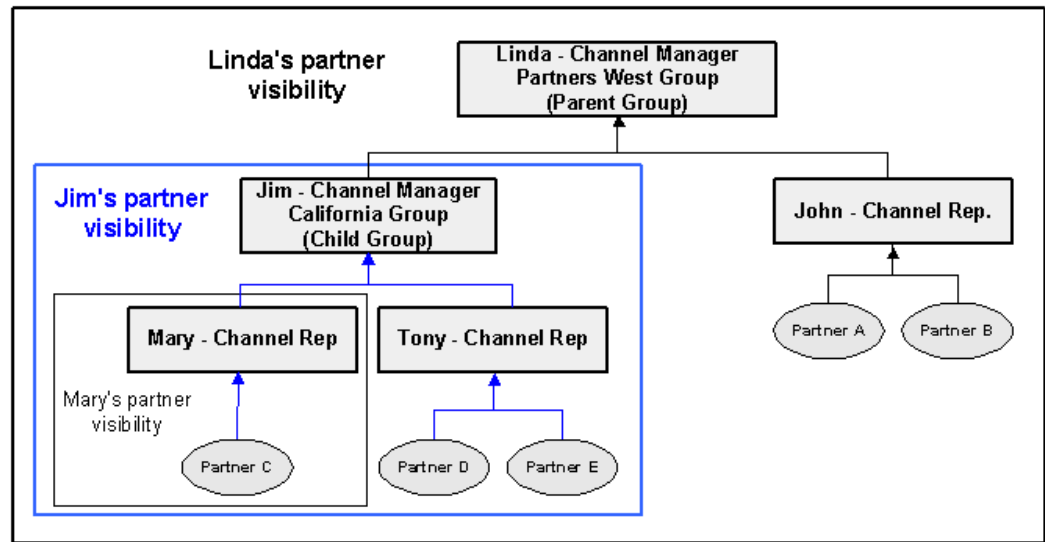 Linda's partner
visibility
Linda - Channel Manager
Partners West Group
(Parent Group)
Jim's partner
visibility
Jim - Channel Manager
California Group
(Child Group)
John - Channel Rep.
Partner A
Partner B
Mary - Channel Rep
Tony - Channel Rep
Mary's partner
visibility
Partner C
Partner D
Partner E